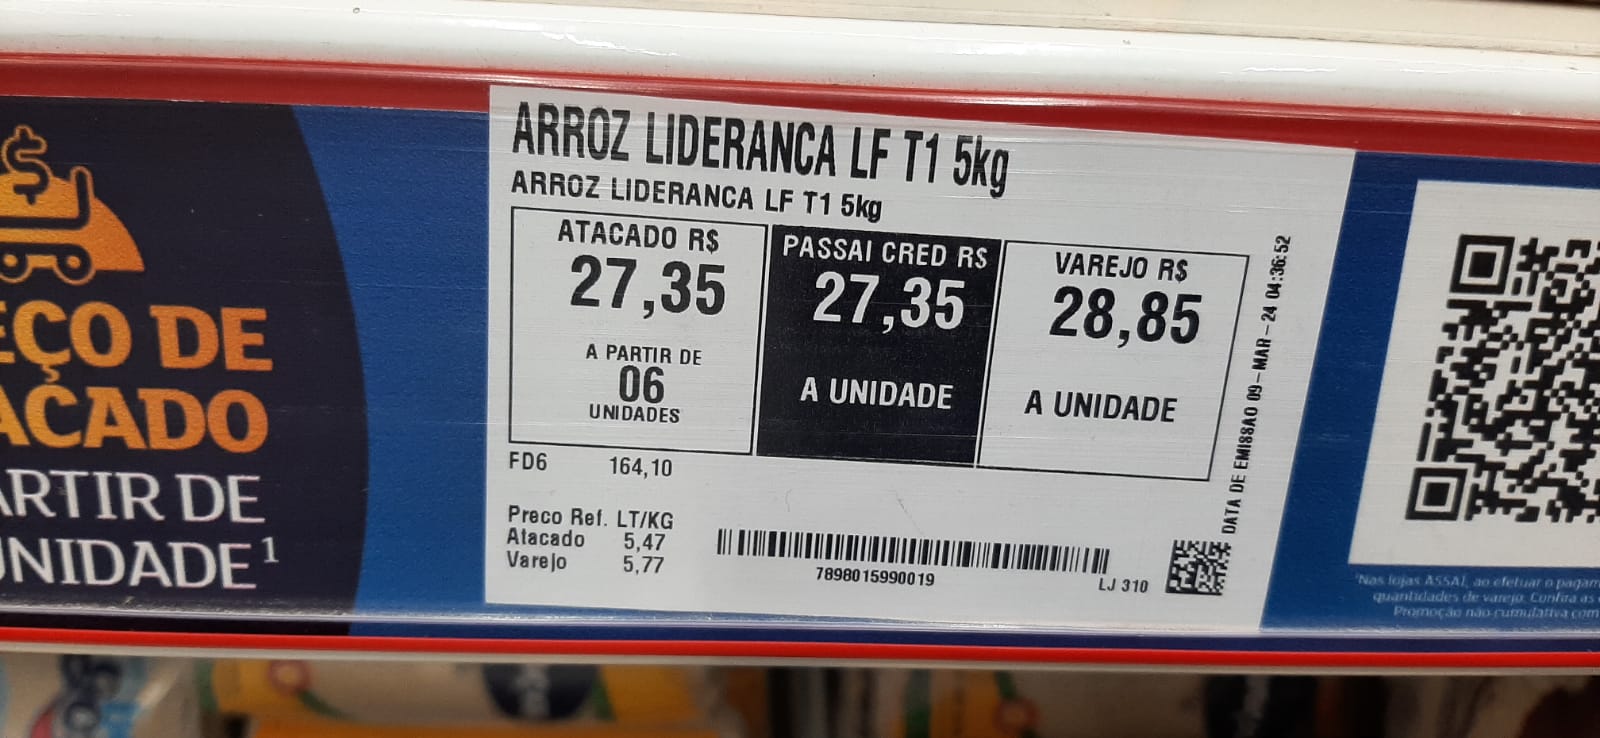 ARROZ LIDERANCA LF T1 5kg
ARROZ LIDERANCA LF T1 5kg
ATACADO R$
27,35
A PARTIR DE
06
UNIDADES
PASSAI CRED R$
27,35
A UNIDADE
VAREJO R$
28,85
A UNIDADE
FD6 164,10
Preco Ref. LT/KG
Atacado 5,47
Varejo 5,77
7898015990019
LJ 310
DATA DE EMISSAO 09-MAR-24 04:36:52
EÇO DE
ACADO
ARTIR DE
UNIDADE¹
¹Nas lojas ASSAÍ, ao efetuar o pagam
quantidades de varejo. Confira as
Promoção não cumulativa com